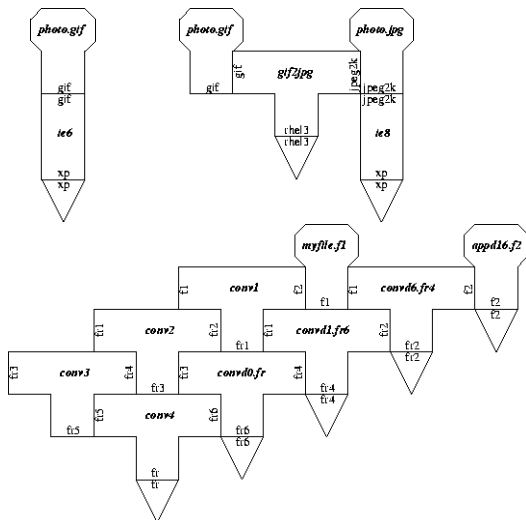 photo.gif photo.gif photo.jpg
gif jpeg2k
gif2jpg
gif gif jpeg2k
gif jpeg2k
ie6 ie8
rhel3
rhel3
xp xp
xp xp
myfile.f1 appd16.f2
f1 conv1 f2 f1 convd6.fr4 f2
f1 f2
f2
fr1 conv2 fr2 fr1 convd1.fr6 fr2
fr1 fr2
fr2
fr3 conv3 fr4 fr3 convd0.fr fr4
fr3 fr4
fr4
fr5 conv4 fr6
fr5 fr6
fr6
fr
fr